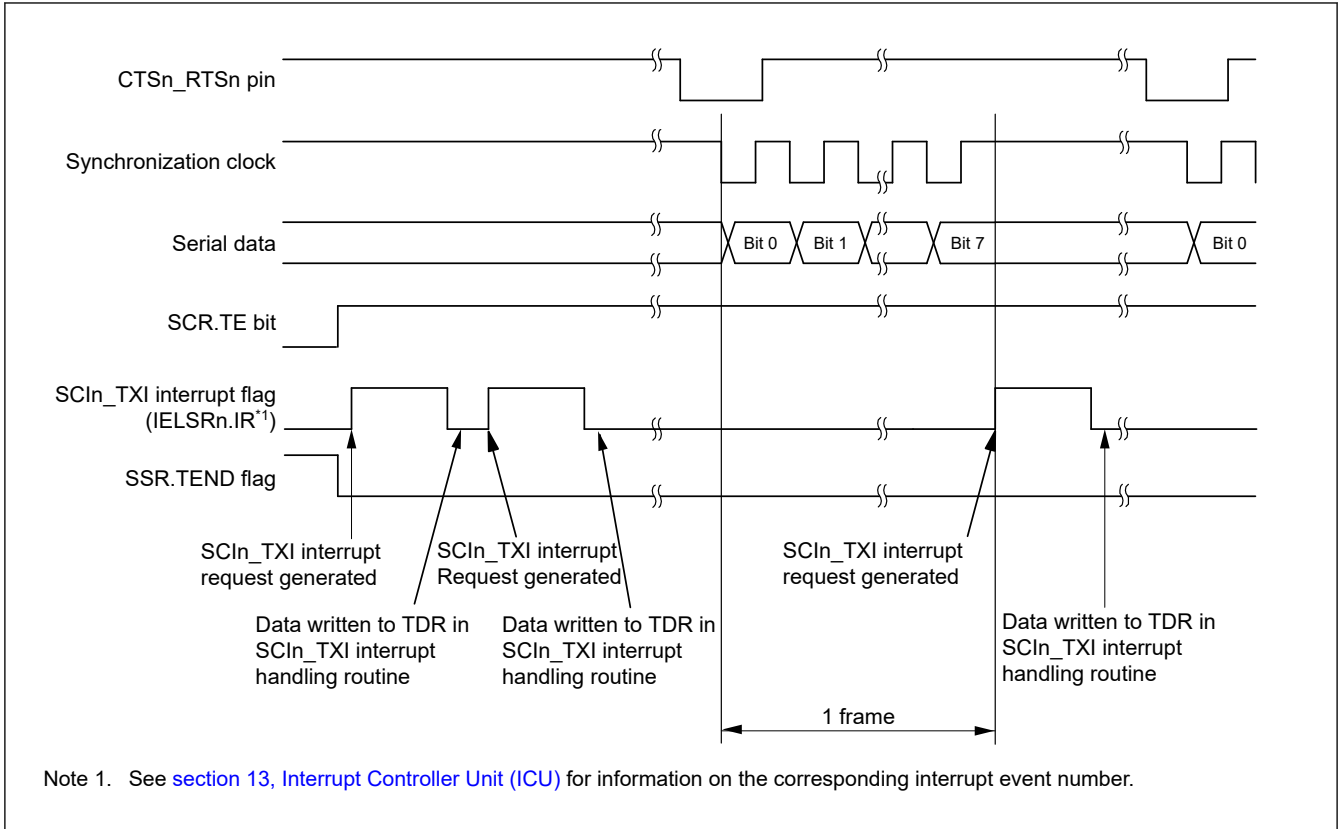 CTSn_RTSn pin
Synchronization clock
Serial data
Bit 0
Bit 1
Bit 7
Bit 0
SCR.TE bit
SCIn_TXI interrupt flag
(IELSRn.IR*1)
SSR.TEND flag
SCIn_TXI interrupt
request generated
SCIn_TXI interrupt
Request generated
SCIn_TXI interrupt
request generated
Data written to TDR in
SCIn_TXI interrupt
handling routine
Data written to TDR in
SCIn_TXI interrupt
handling routine
Data written to TDR in
SCIn_TXI interrupt
handling routine
1 frame
Note 1. See section 13, Interrupt Controller Unit (ICU) for information on the corresponding interrupt event number.